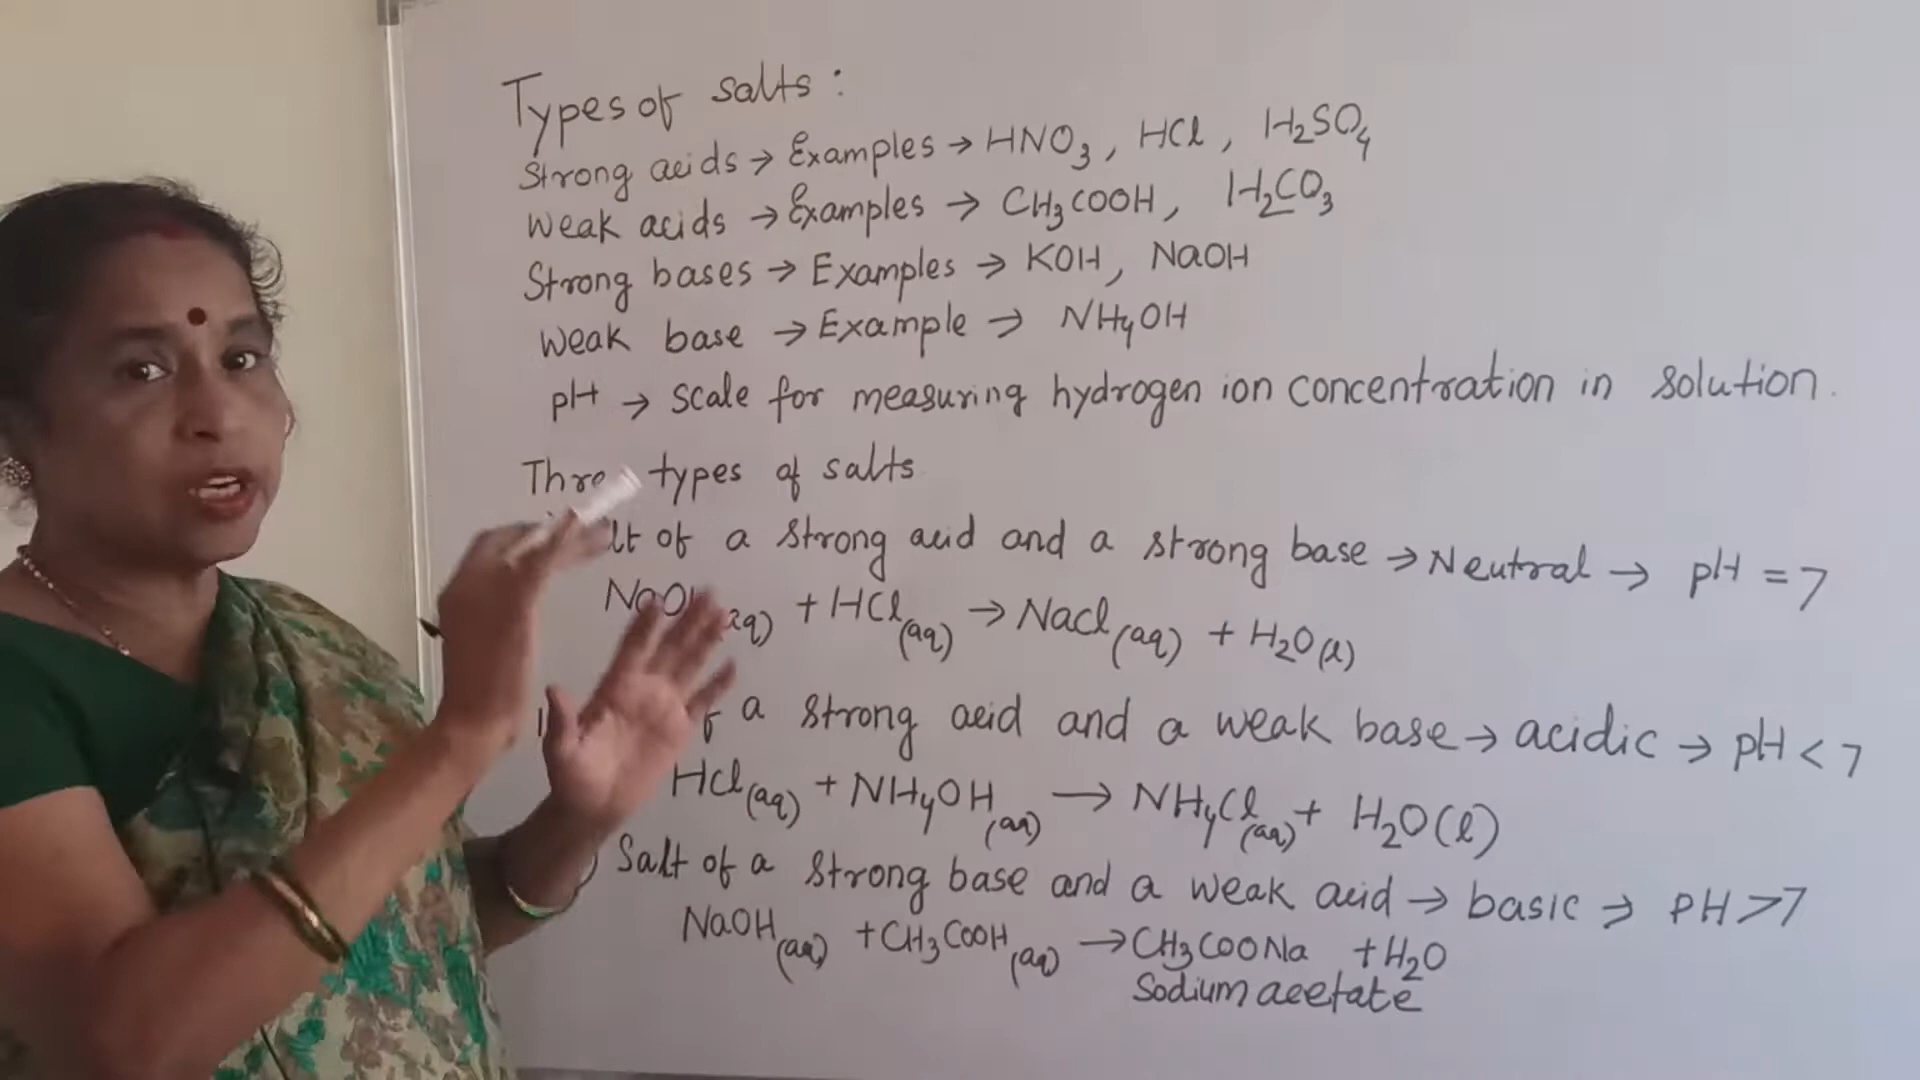 Types of salts :
Strong acids → Examples → HNO₃, HCl, H₂SO₄
Weak acids → Examples → CH₃COOH, H₂CO₃
Strong bases → Examples → KOH, NaOH
Weak base → Example → NH₄OH
pH → scale for measuring hydrogen ion concentration in solution.
types of salts
of a strong acid and a strong base → Neutral → pH = 7
(aq) + HCl(aq) → NaCl(aq) + H₂O(l)
a strong acid and a weak base → acidic → pH < 7
HCl(aq) + NH₄OH(aq) → NH₄Cl(aq) + H₂O(l)
Salt of a strong base and a weak acid → basic → PH > 7
NaOH(aq) + CH₃COOH(aq) → CH₃COONa + H₂O
Sodium acetate